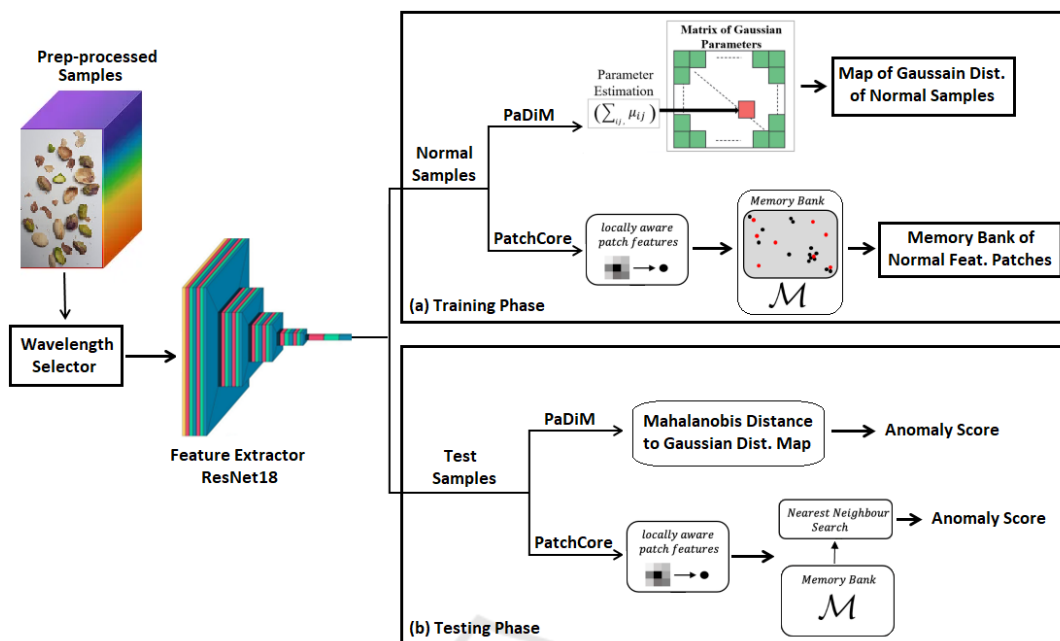 Prep-processed
Samples
Wavelength
Selector
Feature Extractor
ResNet18
Normal
Samples
PaDiM
Parameter
Estimation
(∑ij, μij)
Matrix of Gaussian
Parameters
Map of Gaussain Dist.
of Normal Samples
PatchCore
locally aware
patch features
Memory Bank
ℳ
Memory Bank of
Normal Feat. Patches
(a) Training Phase
Test
Samples
PaDiM
Mahalanobis Distance
to Gaussian Dist. Map
Anomaly Score
PatchCore
locally aware
patch features
Nearest Neighbour
Search
Anomaly Score
Memory Bank
ℳ
(b) Testing Phase